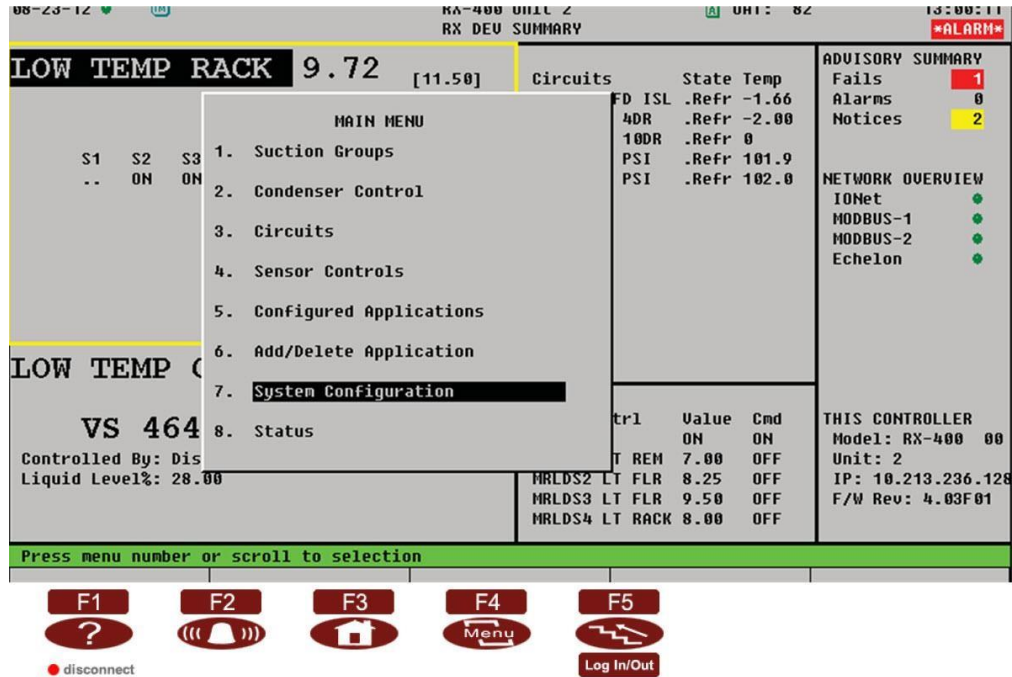 08-23-12 RX-400 Unit 2 UAT: 82 13:00:11
RX DEV SUMMARY *ALARM*
LOW TEMP RACK 9.72 [11.50]
S1 S2 S3
.. ON ON
MAIN MENU
1. Suction Groups
2. Condenser Control
3. Circuits
4. Sensor Controls
5. Configured Applications
6. Add/Delete Application
7. System Configuration
8. Status
Circuits State Temp
FD ISL .Refr -1.66
4DR .Refr -2.00
10DR .Refr 0
PSI .Refr 101.9
PSI .Refr 102.0
ADVISORY SUMMARY
Fails 1
Alarms 0
Notices 2
NETWORK OVERVIEW
IONet
MODBUS-1
MODBUS-2
Echelon
LOW TEMP
VS 464
Controlled By: Dis
Liquid Level%: 28.00
trl Value Cmd
ON ON
T REM 7.00 OFF
MRLDS2 LT FLR 8.25 OFF
MRLDS3 LT FLR 9.50 OFF
MRLDS4 LT RACK 8.00 OFF
THIS CONTROLLER
Model: RX-400 00
Unit: 2
IP: 10.213.236.128
F/W Rev: 4.03F01
Press menu number or scroll to selection
F1 F2 F3 F4 F5
? Menu
disconnect Log In/Out